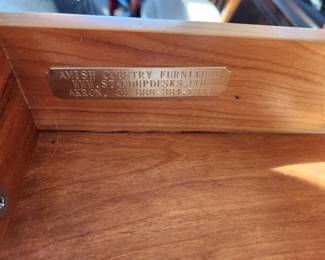 AMISH COUNTRY FURNITURE
WWW.STANDUPDESKS.COM
AKRON, OH